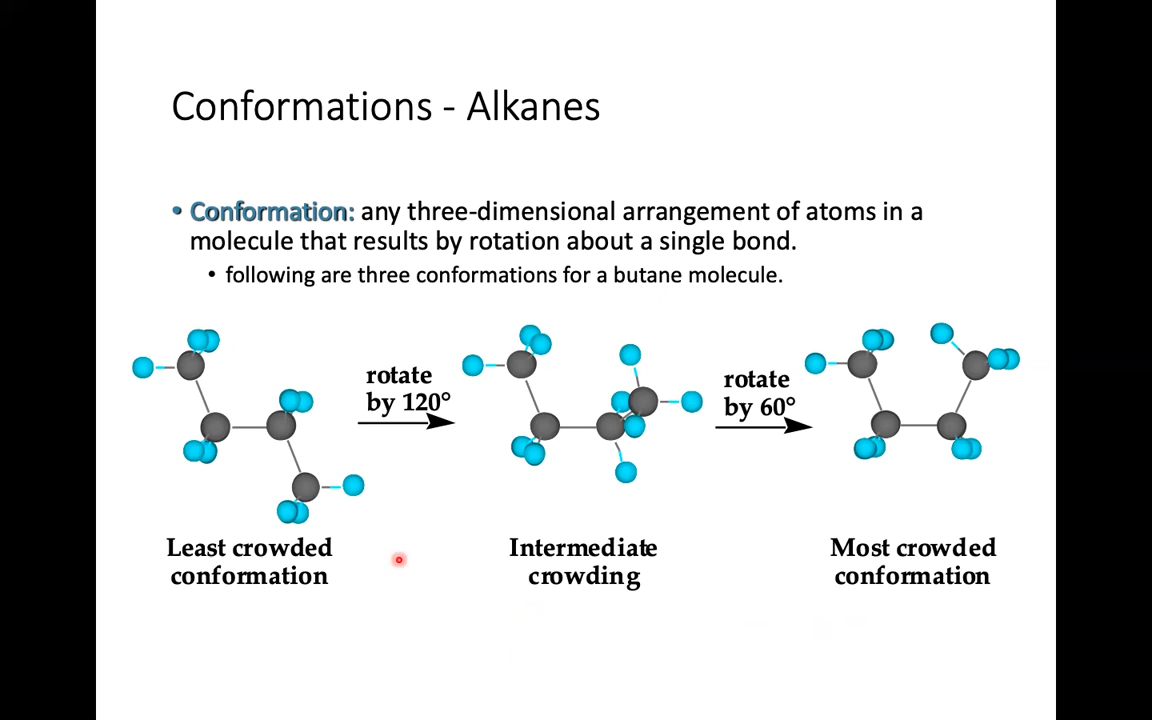 Conformations - Alkanes
• Conformation: any three-dimensional arrangement of atoms in a
molecule that results by rotation about a single bond.
• following are three conformations for a butane molecule.
rotate
by 120°
rotate
by 60°
Least crowded
conformation
Intermediate
crowding
Most crowded
conformation